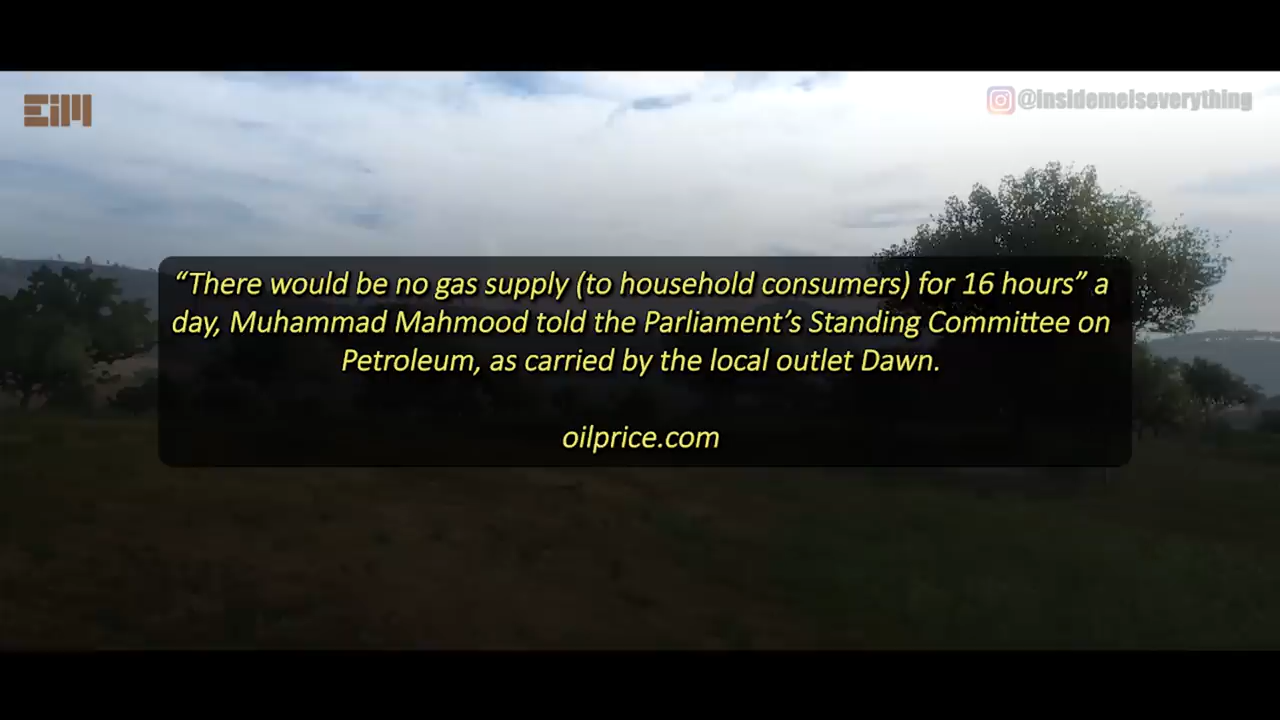 EiM
@insidemeiseverything
“There would be no gas supply (to household consumers) for 16 hours” a
day, Muhammad Mahmood told the Parliament’s Standing Committee on
Petroleum, as carried by the local outlet Dawn.
oilprice.com